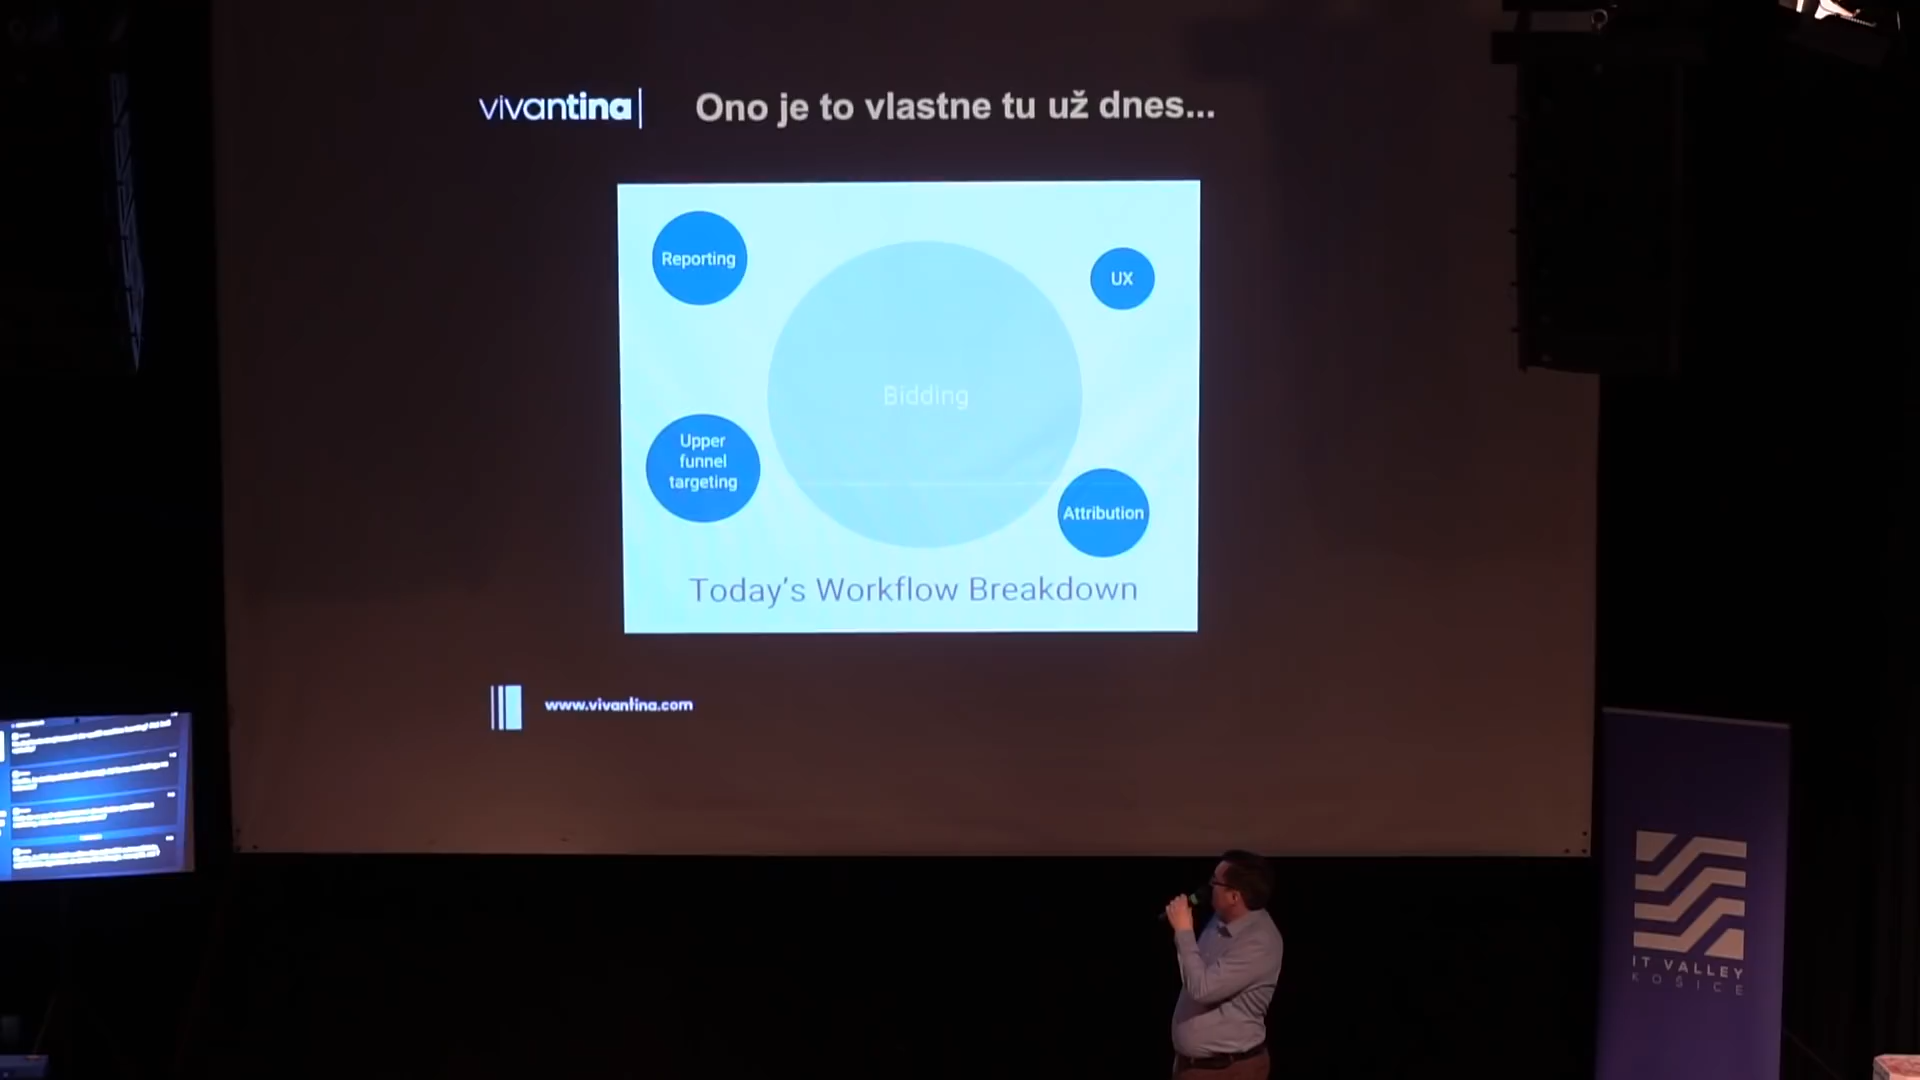 vivantina
Ono je to vlastne tu už dnes...
Reporting
UX
Bidding
Upper
funnel
targeting
Attribution
Today's Workflow Breakdown
www.vivantina.com
IT VALLEY
KOŠICE